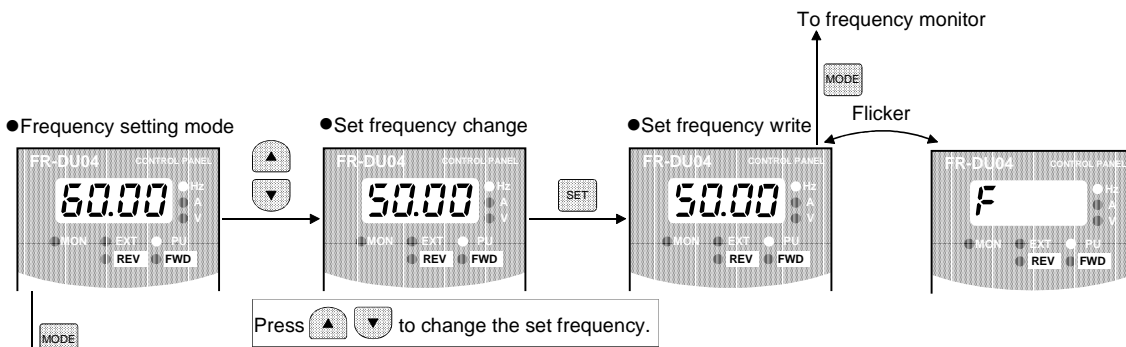 To frequency monitor
MODE
Flicker
●Frequency setting mode
●Set frequency change
●Set frequency write
FR-DU04 CONTROL PANEL
60.00
Hz
A
V
MON EXT PU
REV FWD
▲
▼
FR-DU04 CONTROL PANEL
50.00
Hz
A
V
MON EXT PU
REV FWD
SET
FR-DU04 CONTROL PANEL
50.00
Hz
A
V
MON EXT PU
REV FWD
FR-DU04 CONTROL PANEL
F
Hz
A
V
MON EXT PU
REV FWD
MODE
Press ▲ ▼ to change the set frequency.